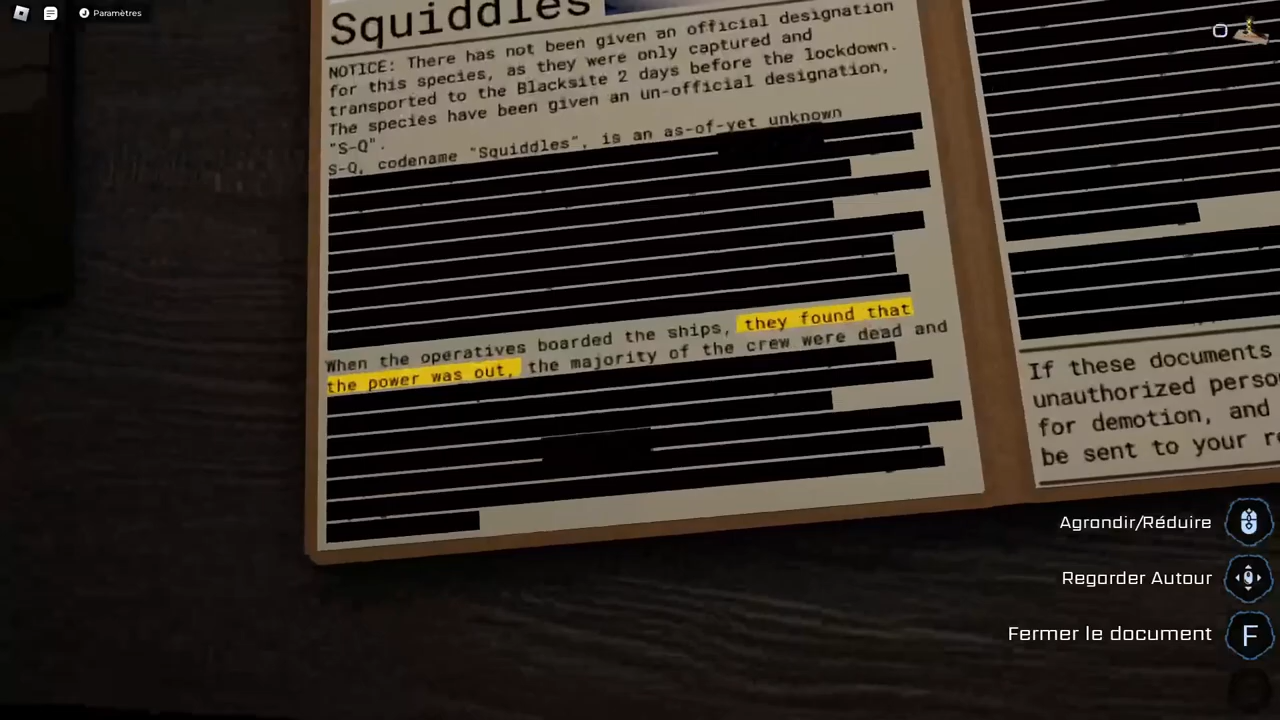 Paramètres
Squiddles
NOTICE: There has not been given an official designation
for this species, as they were only captured and
transported to the Blacksite 2 days before the lockdown.
The species have been given an un-official designation,
"S-Q".
S-Q, codename "Squiddles", is an as-of-yet unknown
When the operatives boarded the ships, they found that
the power was out, the majority of the crew were dead and
If these documents
unauthorized perso
for demotion, and
be sent to your re
Agrandir/Réduire
Regorder Autour
Fermer le document
F